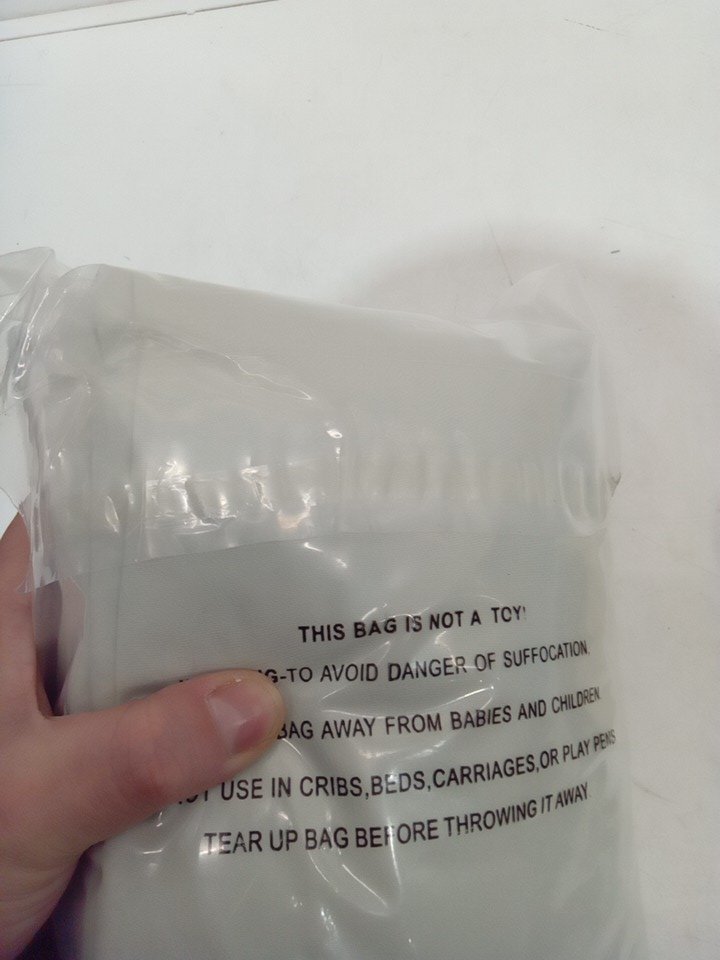 THIS BAG IS NOT A TOY!
G-TO AVOID DANGER OF SUFFOCATION.
BAG AWAY FROM BABIES AND CHILDREN.
USE IN CRIBS,BEDS,CARRIAGES,OR PLAY PENS
TEAR UP BAG BEFORE THROWING IT AWAY